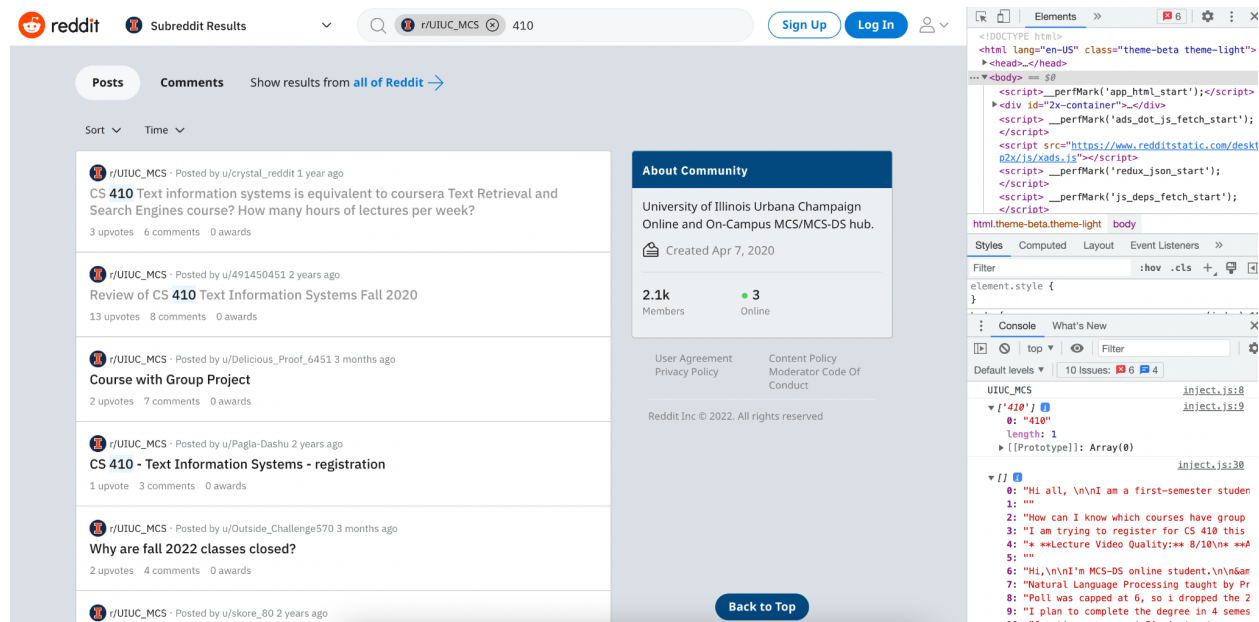 reddit
Subreddit Results
r/UIUC_MCS
410
Sign Up
Log In
Posts
Comments
Show results from all of Reddit
Sort
Time
r/UIUC_MCS · Posted by u/crystal_reddit 1 year ago
CS 410 Text information systems is equivalent to coursera Text Retrieval and
Search Engines course? How many hours of lectures per week?
3 upvotes 6 comments 0 awards
r/UIUC_MCS · Posted by u/491450451 2 years ago
Review of CS 410 Text Information Systems Fall 2020
13 upvotes 8 comments 0 awards
r/UIUC_MCS · Posted by u/Delicious_Proof_6451 3 months ago
Course with Group Project
2 upvotes 7 comments 0 awards
r/UIUC_MCS · Posted by u/Pagla-Dashu 2 years ago
CS 410 - Text Information Systems - registration
1 upvote 3 comments 0 awards
r/UIUC_MCS · Posted by u/Outside_Challenge570 3 months ago
Why are fall 2022 classes closed?
2 upvotes 4 comments 0 awards
r/UIUC_MCS · Posted by u/skore_80 2 years ago
About Community
University of Illinois Urbana Champaign
Online and On-Campus MCS/MCS-DS hub.
Created Apr 7, 2020
2.1k
Members
3
Online
User Agreement
Privacy Policy
Content Policy
Moderator Code Of
Conduct
Reddit Inc © 2022. All rights reserved
Back to Top
Elements
»
6
<!DOCTYPE html>
<html lang="en-US" class="theme-beta theme-light">
<head>…</head>
<body> == $0
<script>__perfMark('app_html_start');</script>
<div id="2x-container">…</div>
<script> __perfMark('ads_dot_js_fetch_start');
</script>
<script src="https://www.redditstatic.com/deskt
p2x/js/xads.js"></script>
<script> __perfMark('redux_json_start');
</script>
<script> __perfMark('js_deps_fetch_start');
</script>
html.theme-beta.theme-light body
Styles Computed Layout Event Listeners »
Filter
:hov .cls +
element.style {
}
Console What's New
top
Filter
Default levels
10 Issues: 6 4
UIUC_MCS inject.js:8
['410'] inject.js:9
0: "410"
length: 1
[[Prototype]]: Array(0)
inject.js:30
[]
0: "Hi all, \n\nI am a first-semester studen
1: ""
2: "How can I know which courses have group
3: "I am trying to register for CS 410 this
4: "* **Lecture Video Quality:** 8/10\n* **A
5: ""
6: "Hi,\n\nI'm MCS-DS online student.\n\n&am
7: "Natural Language Processing taught by Pr
8: "Poll was capped at 6, so i dropped the 2
9: "I plan to complete the degree in 4 semes